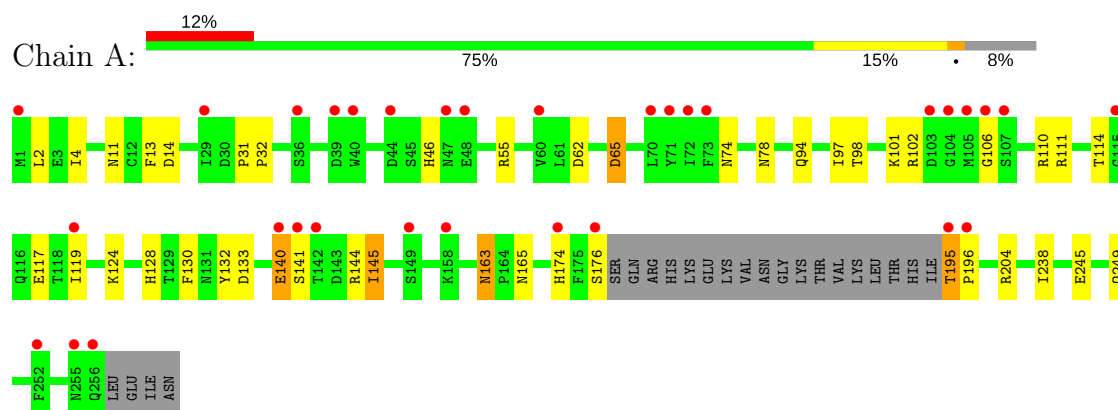 12%
Chain A:
75% 15% • 8%
M1 L2 E3 I4 N11 C12 F13 D14 I29 D30 P31 P32 S36 D39 W40 D44 S45 H46 N47 E48 R55 V60 L61 D62 D65 L70 Y71 I72 F73 N74 N78 Q94 I97 T98 K101 R102 D103 G104 M105 G106 S107 R110 R111 T114 G115
Q116 E117 T118 I119 K124 H128 T129 F130 N131 Y132 D133 E140 S141 T142 D143 R144 I145 S149 K158 N163 P164 N165 H174 F175 S176 SER GLN ARG HIS LYS GLU LYS VAL ASN GLY LYS THR VAL LYS LEU THR HIS ILE T195 P196 R204 I238 E245 Q249
F252 N255 Q256 LEU GLU ILE ASN